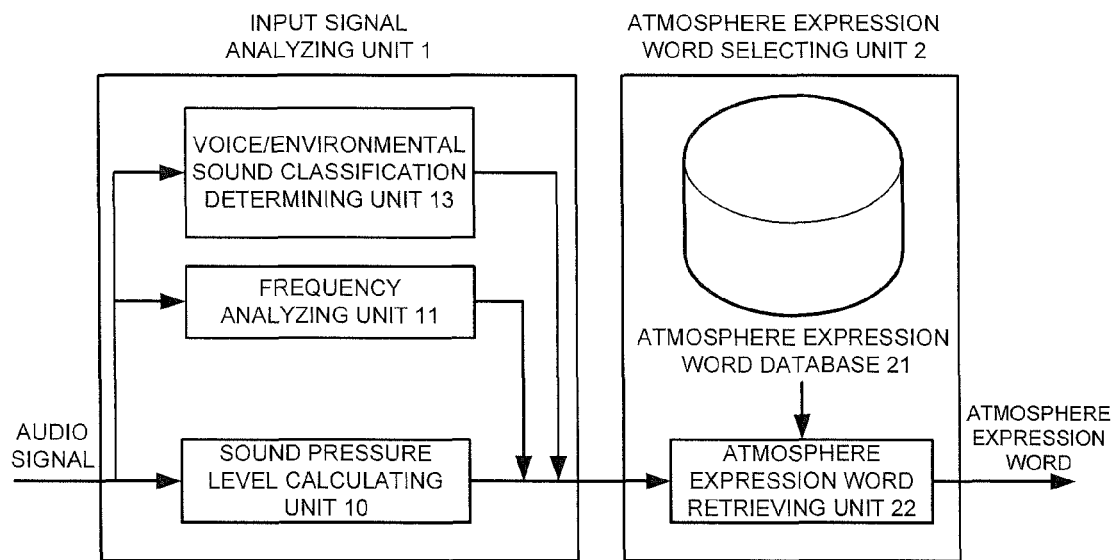 INPUT SIGNAL
ANALYZING UNIT 1
ATMOSPHERE EXPRESSION
WORD SELECTING UNIT 2
VOICE/ENVIRONMENTAL
SOUND CLASSIFICATION
DETERMINING UNIT 13
FREQUENCY
ANALYZING UNIT 11
ATMOSPHERE EXPRESSION
WORD DATABASE 21
AUDIO
SIGNAL
SOUND PRESSURE
LEVEL CALCULATING
UNIT 10
ATMOSPHERE
EXPRESSION WORD
RETRIEVING UNIT 22
ATMOSPHERE
EXPRESSION
WORD